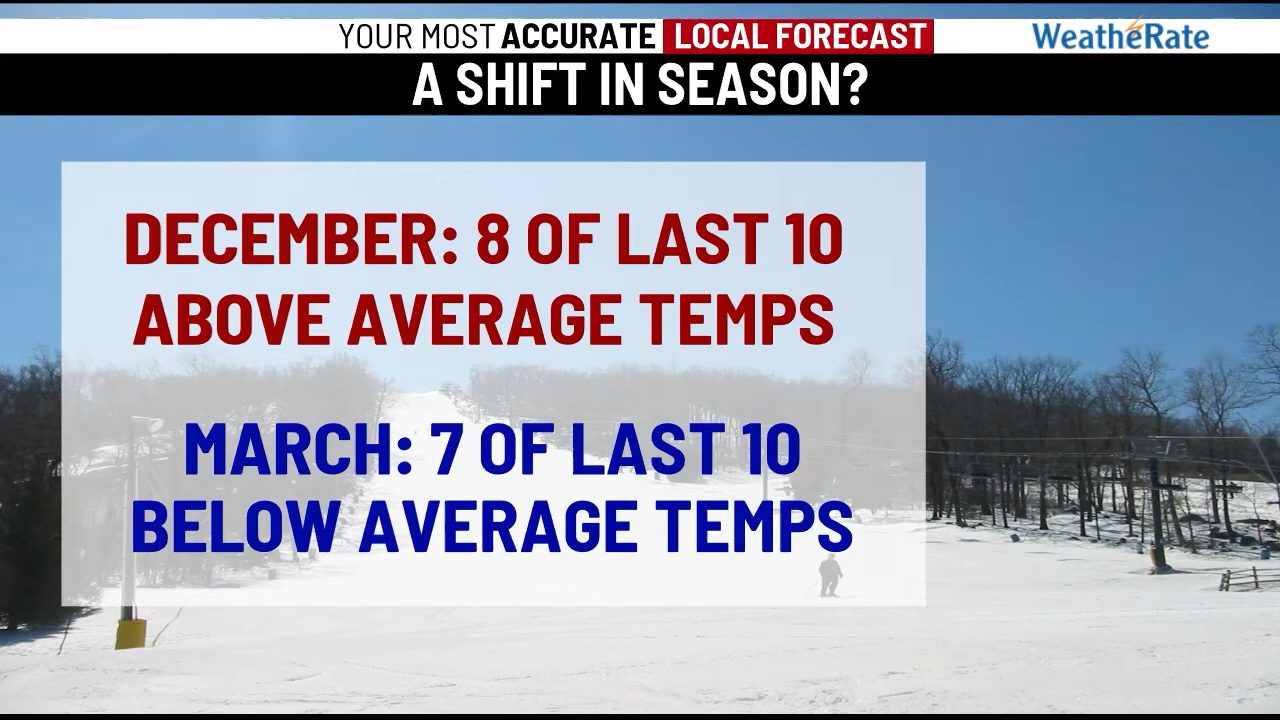 YOUR MOST ACCURATE LOCAL FORECAST
WeatheRate
A SHIFT IN SEASON?
DECEMBER: 8 OF LAST 10
ABOVE AVERAGE TEMPS
MARCH: 7 OF LAST 10
BELOW AVERAGE TEMPS